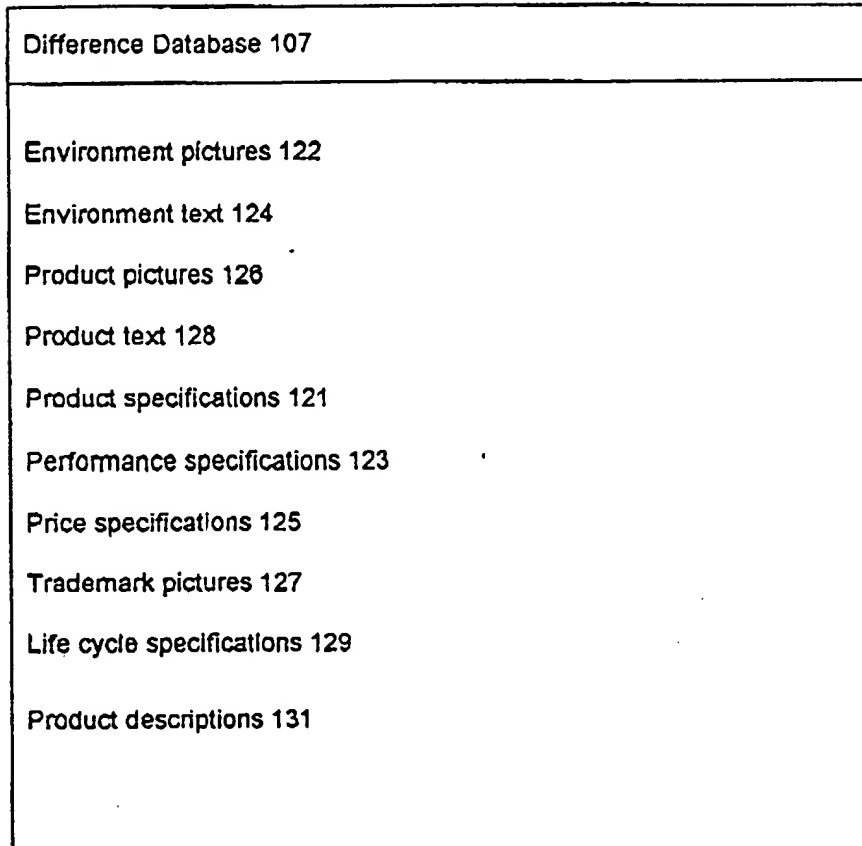 Difference Database 107
Environment pictures 122
Environment text 124
Product pictures 126
Product text 128
Product specifications 121
Performance specifications 123
Price specifications 125
Trademark pictures 127
Life cycle specifications 129
Product descriptions 131